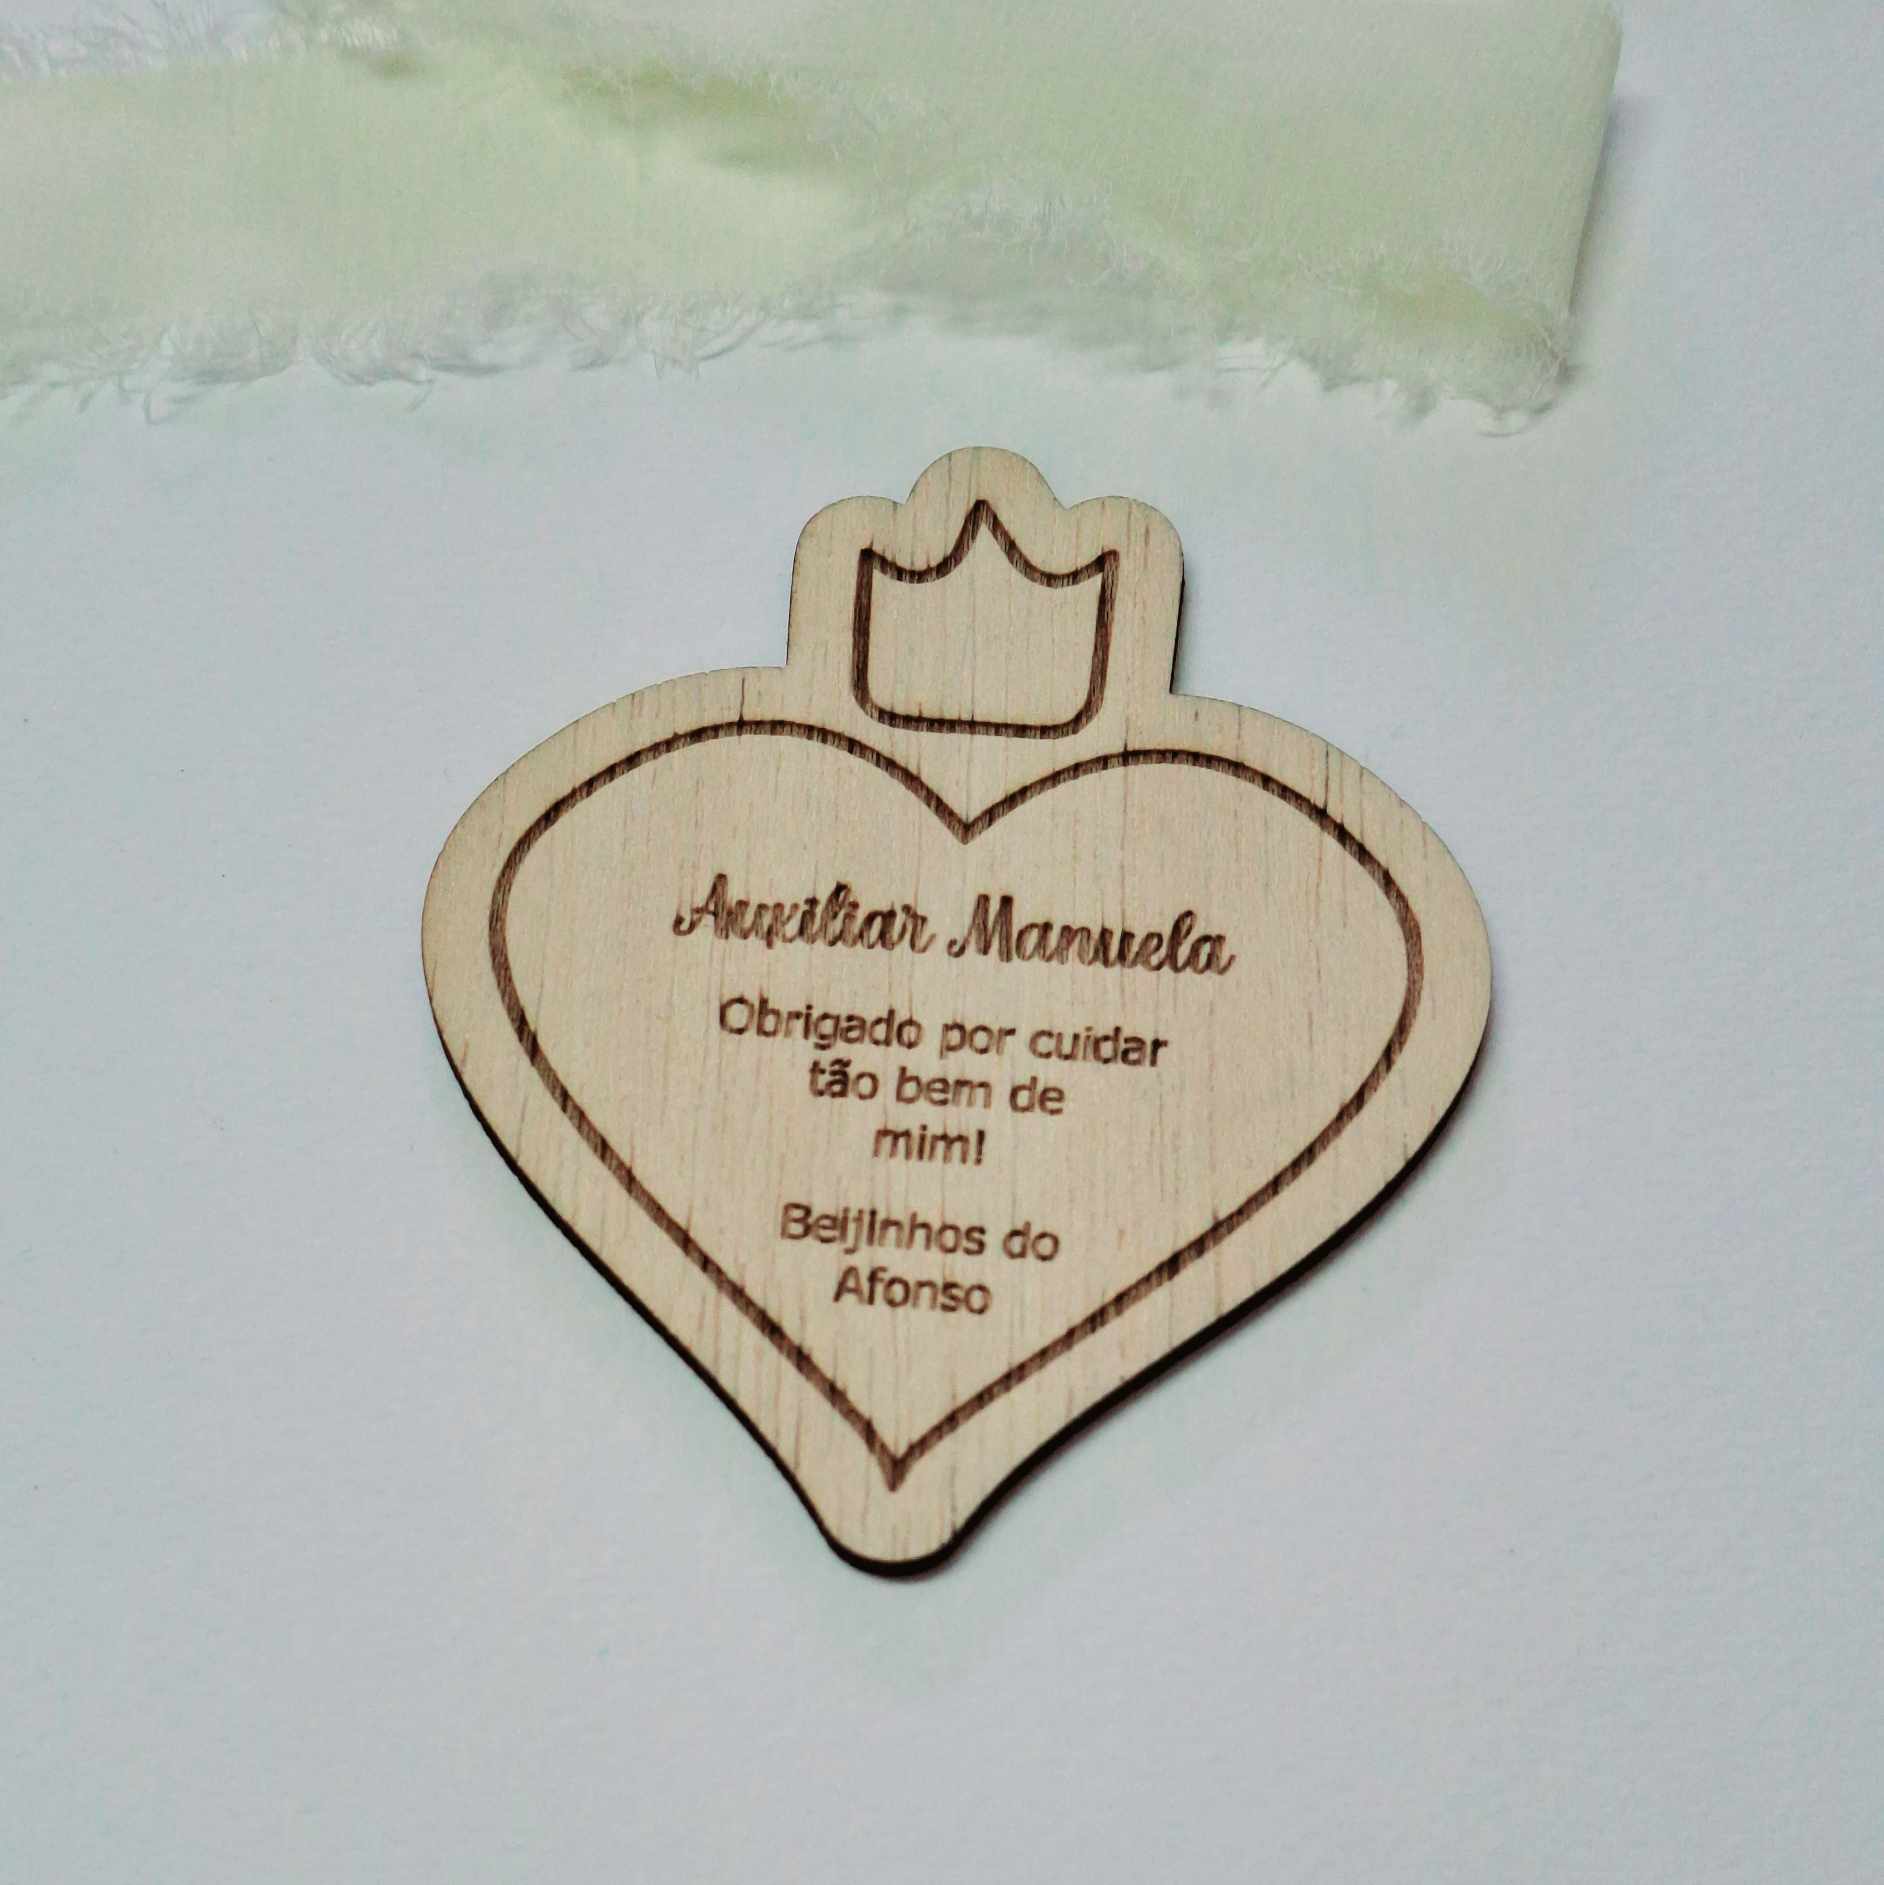 Auxiliar Manuela
Obrigado por cuidar
tão bem de
mim!
Beijinhos do
Afonso